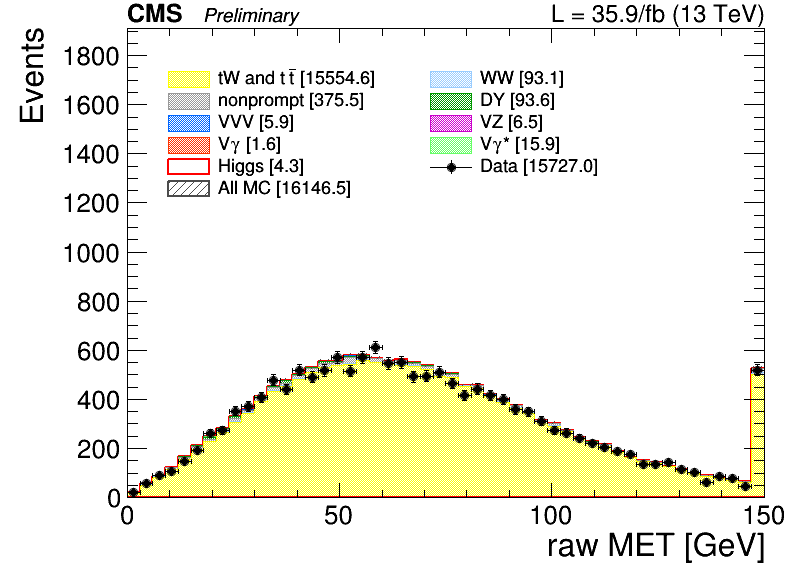 CMS Preliminary L = 35.9/fb (13 TeV)
Events
1800
1600
1400
1200
1000
800
600
400
200
0
tW and t t̄ [15554.6]
nonprompt [375.5]
VVV [5.9]
Vγ [1.6]
Higgs [4.3]
All MC [16146.5]
WW [93.1]
DY [93.6]
VZ [6.5]
Vγ* [15.9]
Data [15727.0]
0 50 100 150
raw MET [GeV]